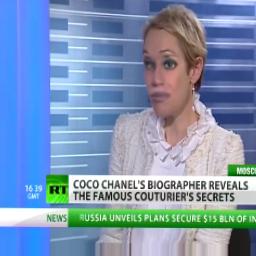 MOSCO
16:39
GMT
RT
COCO CHANEL'S BIOGRAPHER REVEALS
THE FAMOUS COUTURIER'S SECRETS
NEWS
RUSSIA UNVEILS PLANS SECURE $15 BLN OF IN